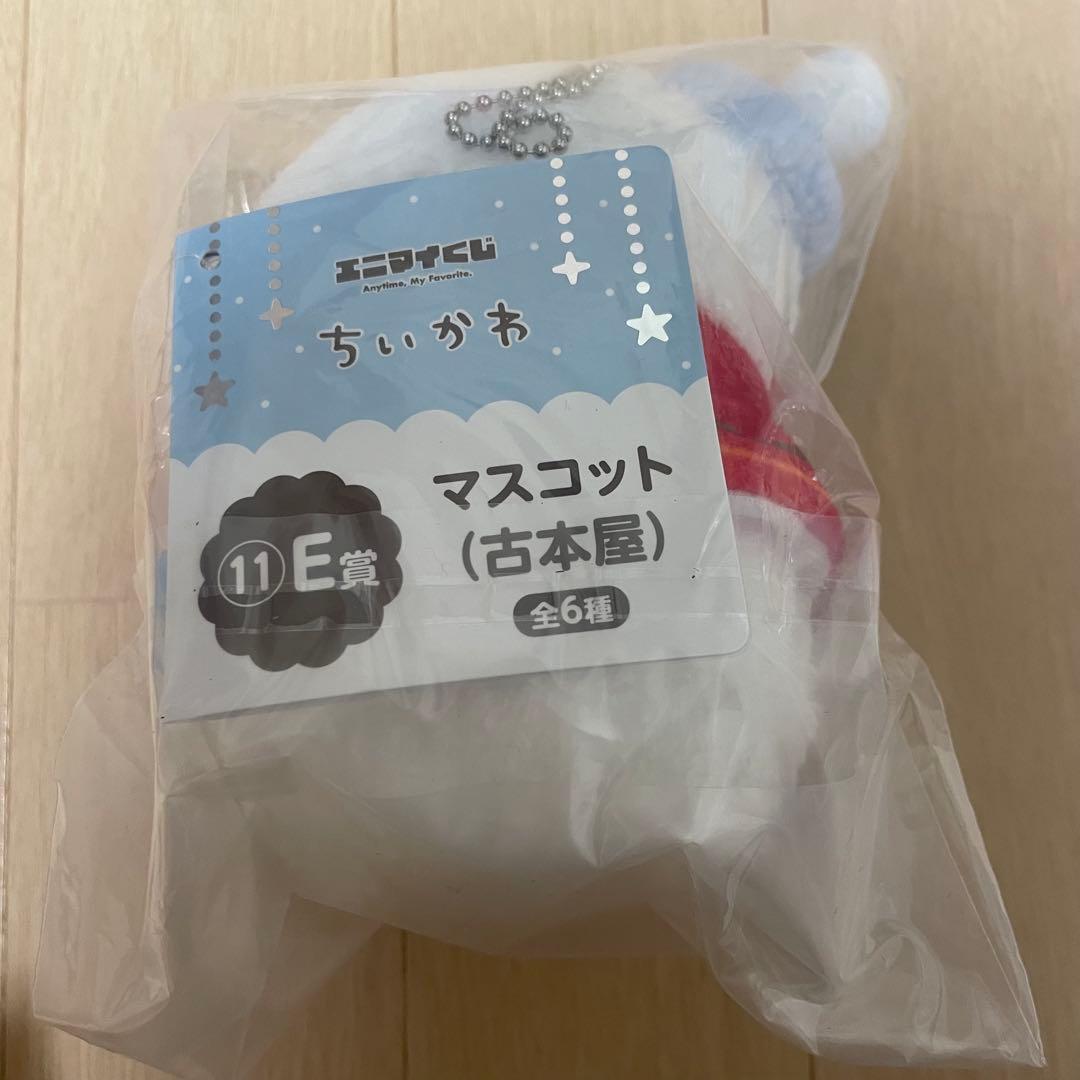 エニマイくじ
Anytime, My Favorite.
ちいかわ
⑪E賞
マスコット
(古本屋)
全6種